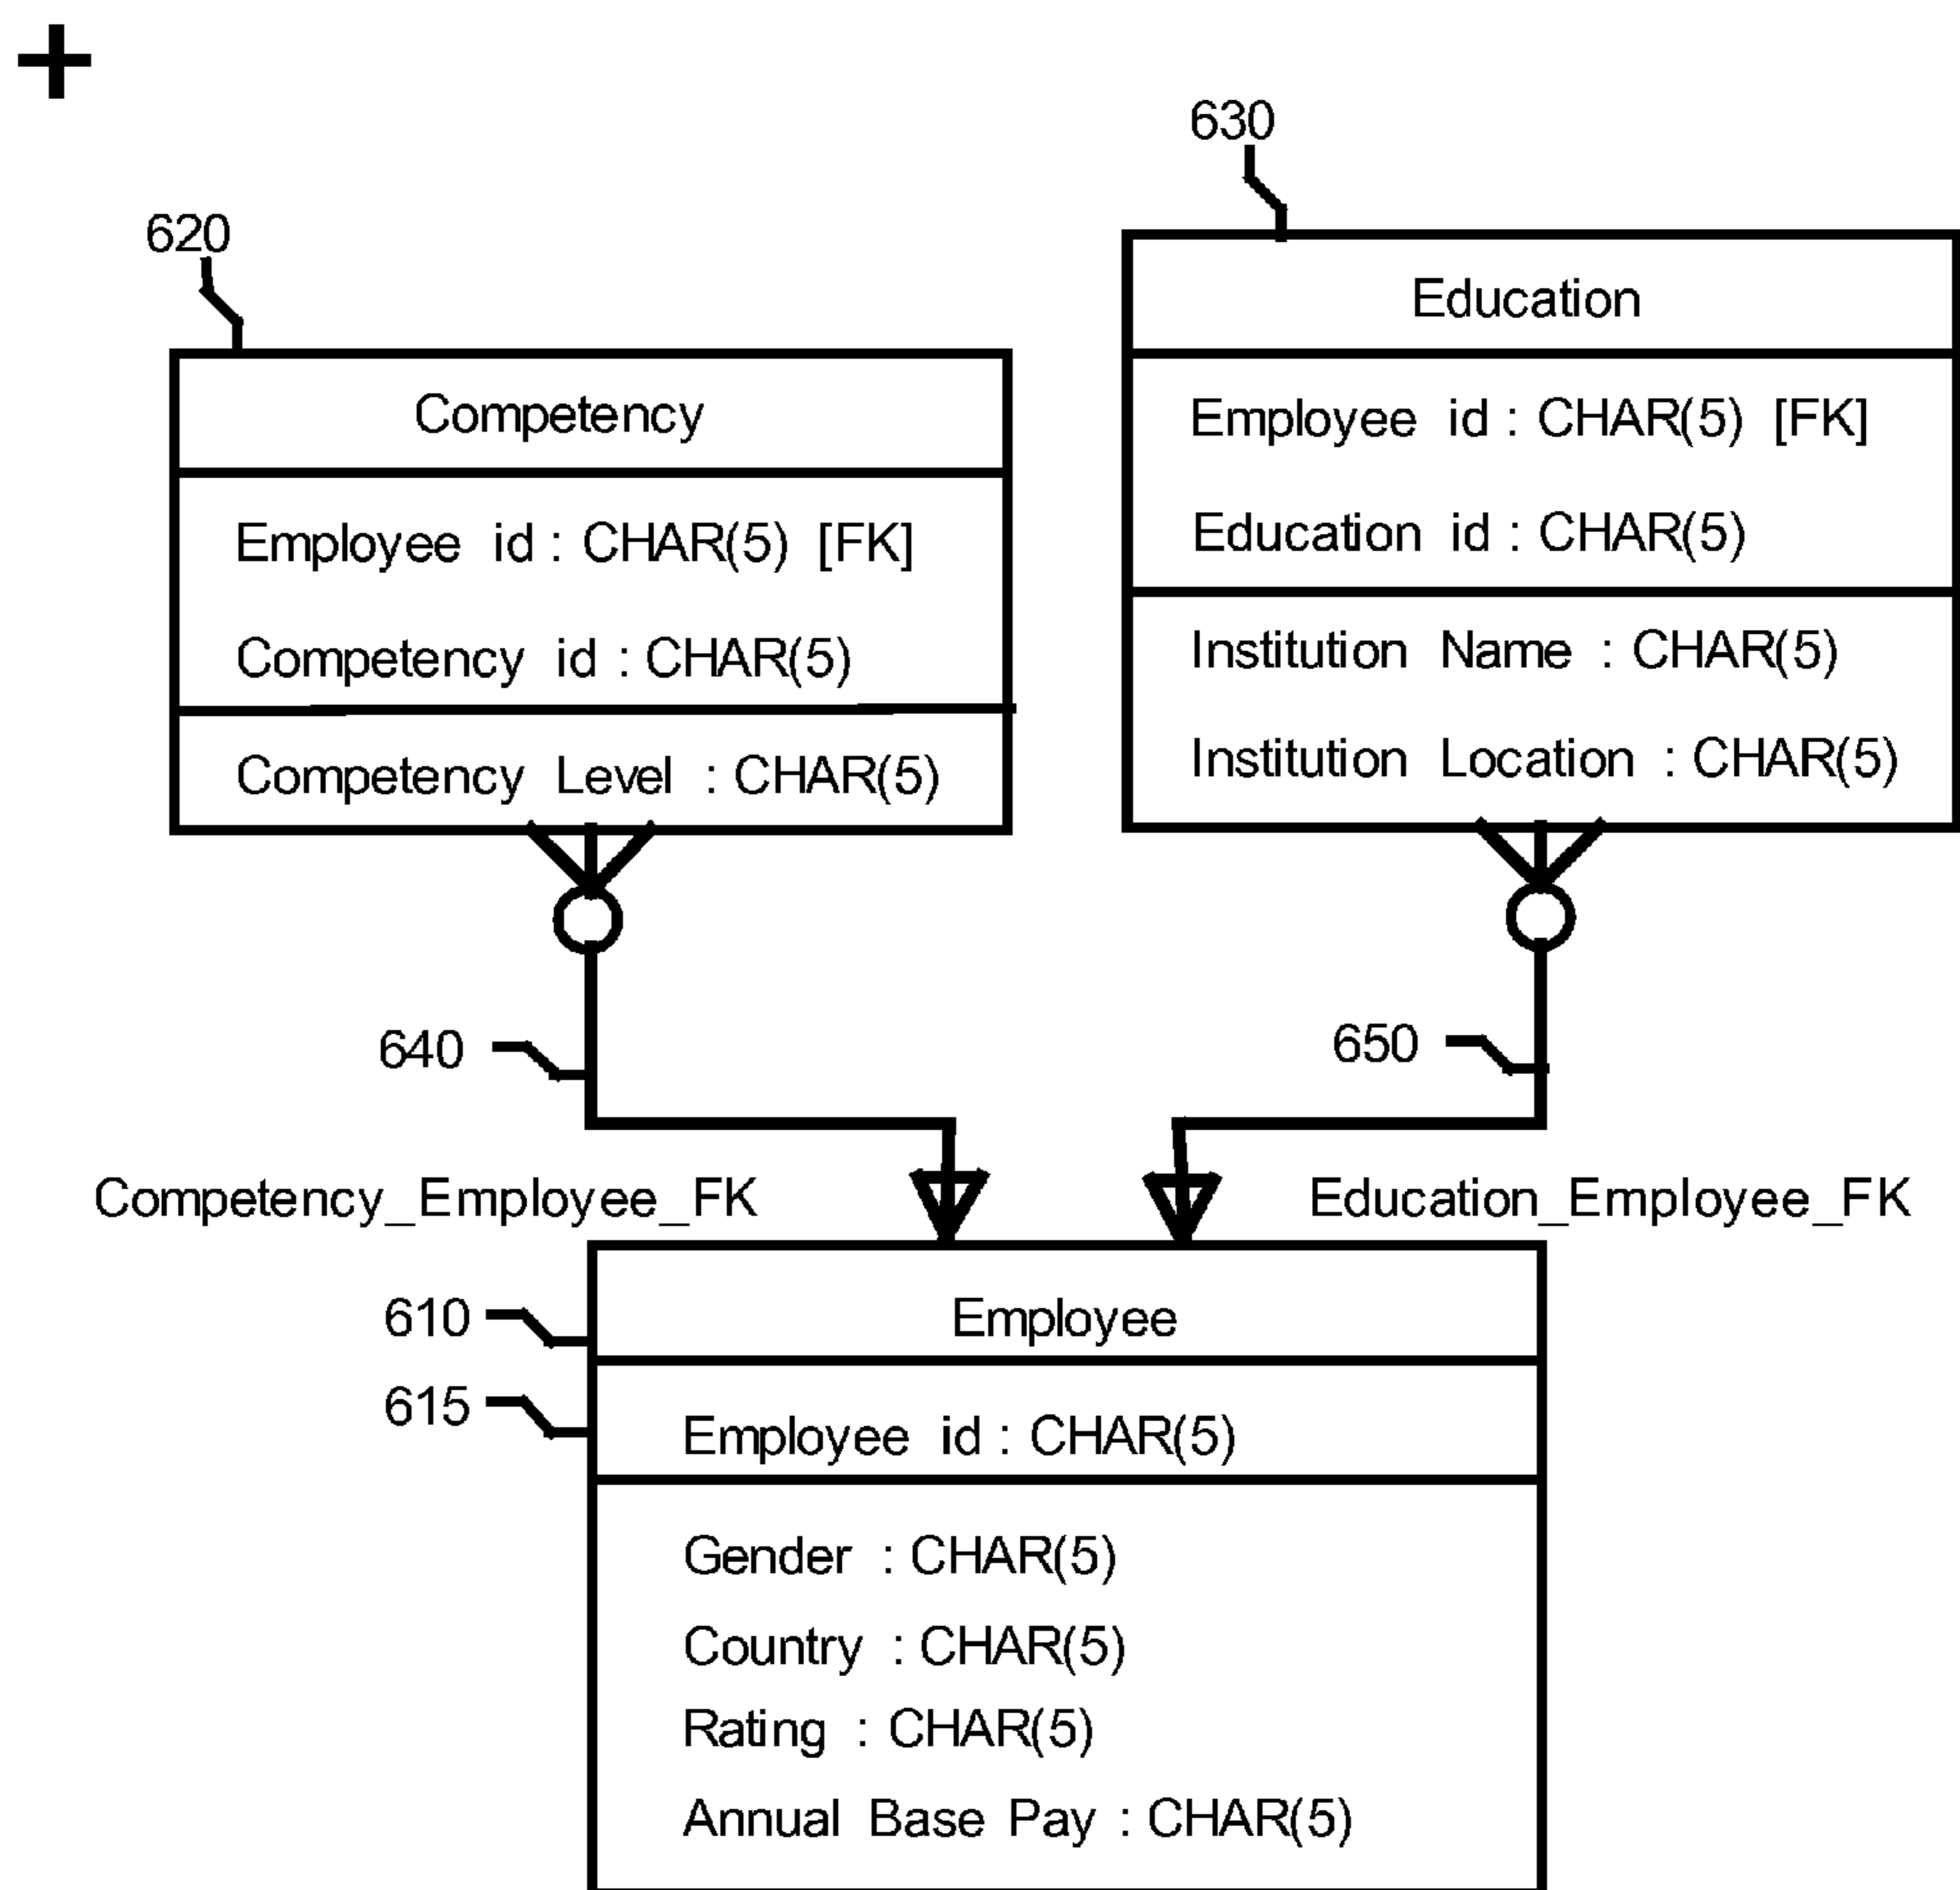 630
620
Education
Employee id : CHAR(5) [FK]
Education id : CHAR(5)
Institution Name : CHAR(5)
Institution Location : CHAR(5)
Competency
Employee id : CHAR(5) [FK]
Competency id : CHAR(5)
Competency Level : CHAR(5)
640
650
Competency_Employee_FK
Education_Employee_FK
610
Employee
615
Employee id : CHAR(5)
Gender : CHAR(5)
Country : CHAR(5)
Rating : CHAR(5)
Annual Base Pay : CHAR(5)